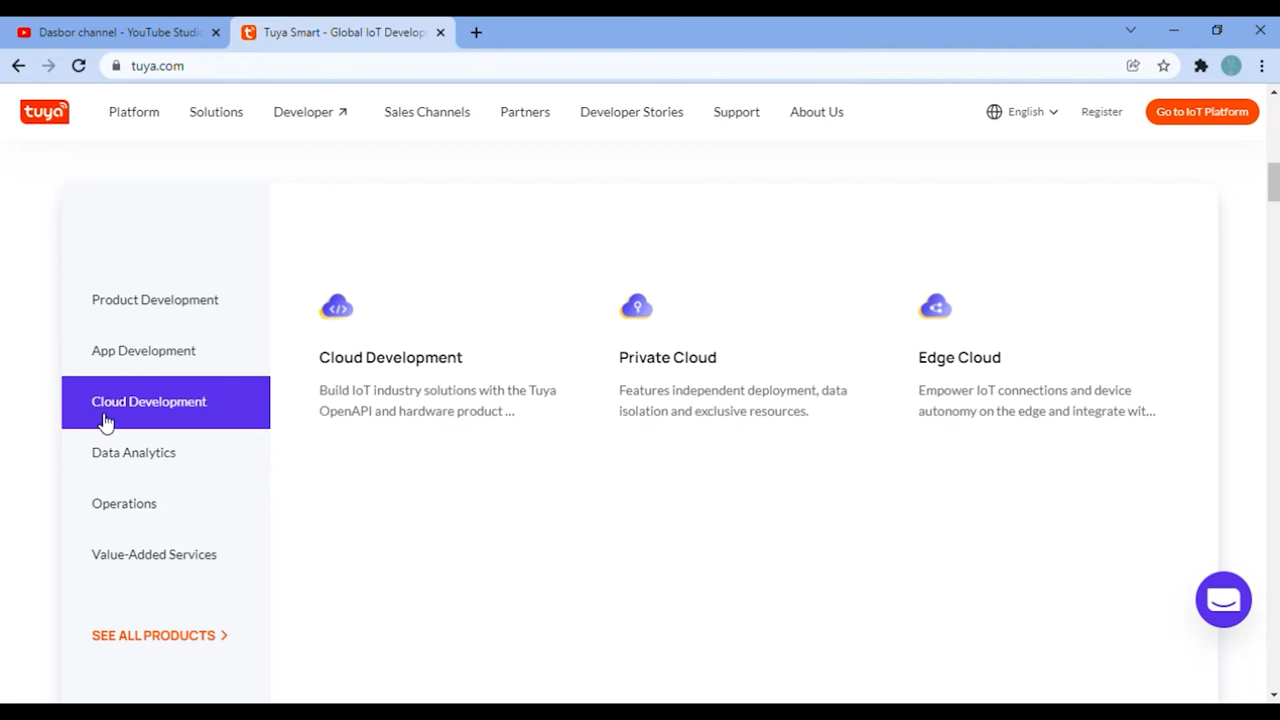 Dasbor channel - YouTube Studio
Tuya Smart - Global IoT Develop
tuya.com
tuya
Platform
Solutions
Developer ↗
Sales Channels
Partners
Developer Stories
Support
About Us
English
Register
Go to IoT Platform
Product Development
App Development
Cloud Development
Data Analytics
Operations
Value-Added Services
SEE ALL PRODUCTS >
Cloud Development
Build IoT industry solutions with the Tuya
OpenAPI and hardware product ...
Private Cloud
Features independent deployment, data
isolation and exclusive resources.
Edge Cloud
Empower IoT connections and device
autonomy on the edge and integrate wit...